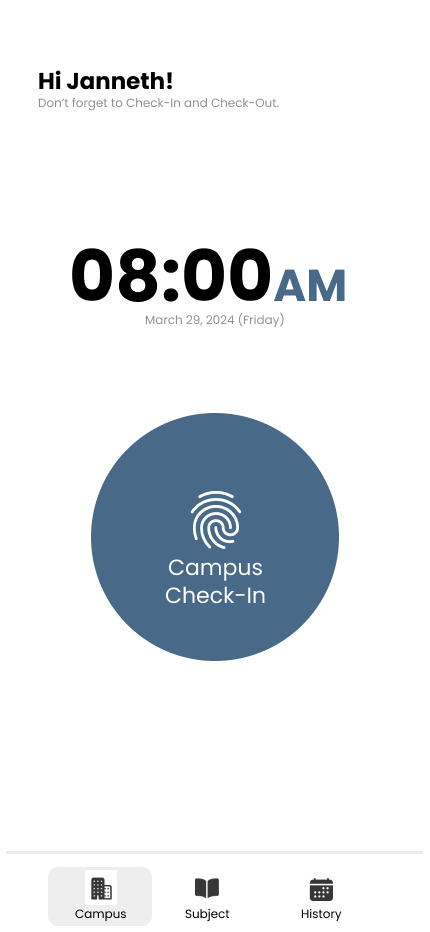 Hi Janneth!
Don't forget to Check-In and Check-Out.
08:00AM
March 29, 2024 (Friday)
Campus
Check-In
Campus
Subject
History